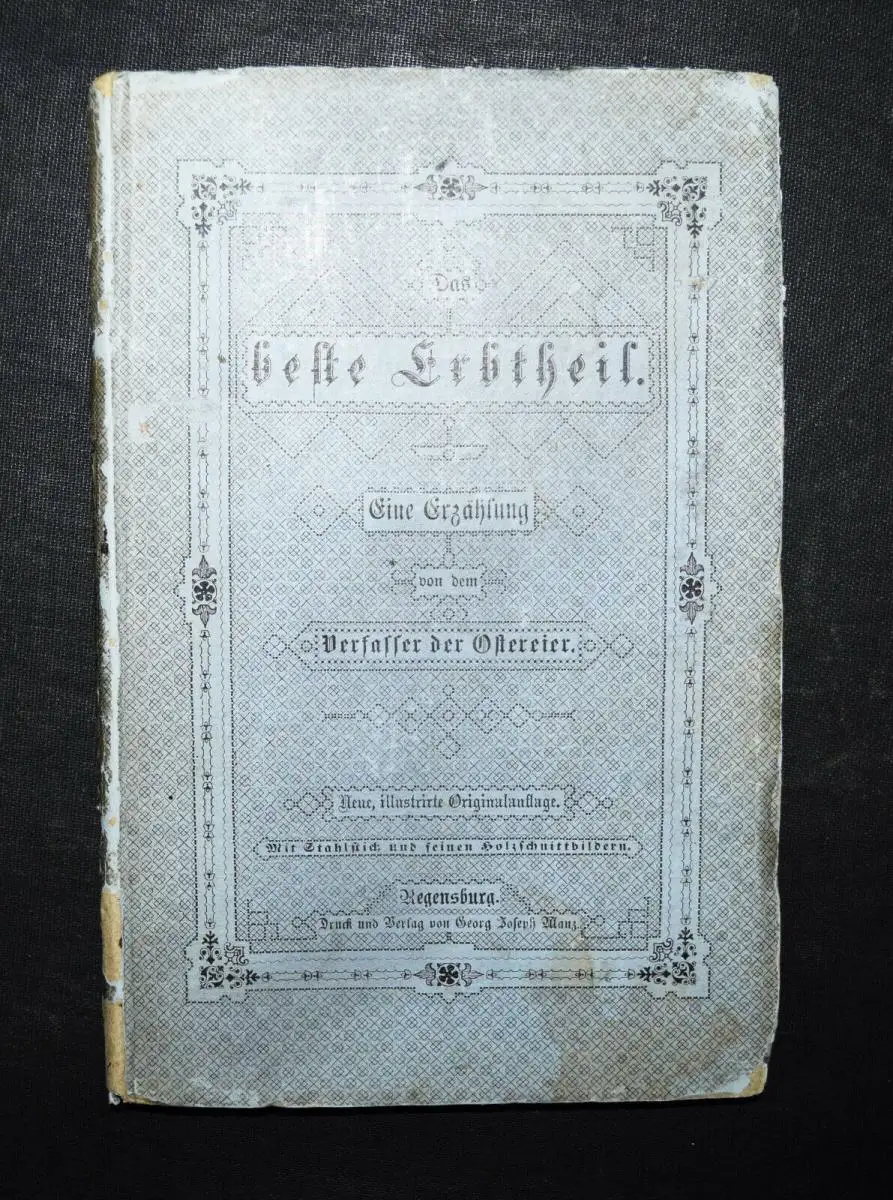 Das
beste Erbtheil.
Eine Erzählung
von dem
Verfasser der Ostereier.
Neue, illustrirte Originalauflage.
Mit Stahlstich und feinen Holzschnittbildern.
Regensburg.
Druck und Verlag von Georg Joseph Manz.